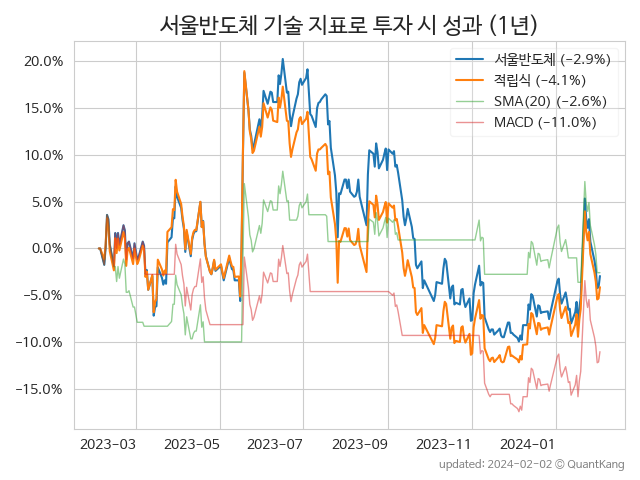 서울반도체 기술 지표로 투자 시 성과 (1년)
서울반도체 (−2.9%)
적립식 (−4.1%)
SMA(20) (−2.6%)
MACD (−11.0%)
20.0%
15.0%
10.0%
5.0%
0.0%
−5.0%
−10.0%
−15.0%
2023-03 2023-05 2023-07 2023-09 2023-11 2024-01
updated: 2024-02-02 © QuantKang